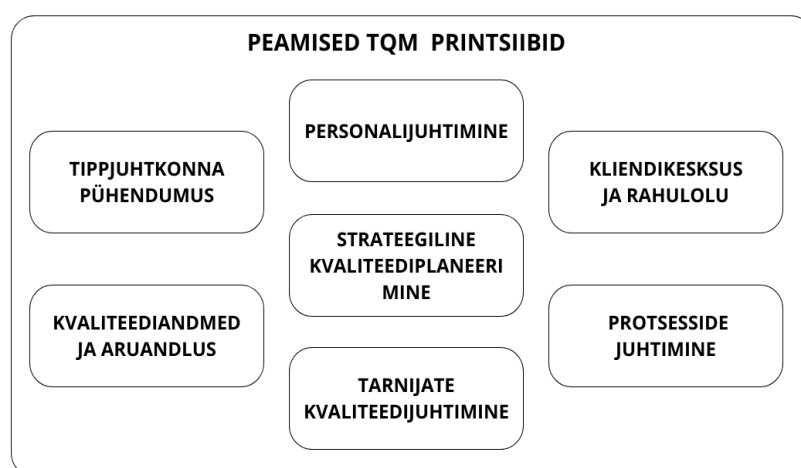 PEAMISED TQM PRINTSIIBID
PERSONALIJUHTIMINE
TIPPJUHTKONNA
PÜHENDUMUS
KLIENDIKESKSUS
JA RAHULOLU
STRATEEGILINE
KVALITEEDIPLANEERI
MINE
KVALITEEDIANDMED
JA ARUANDLUS
PROTSESSIDE
JUHTIMINE
TARNIJATE
KVALITEEDIJUHTIMINE